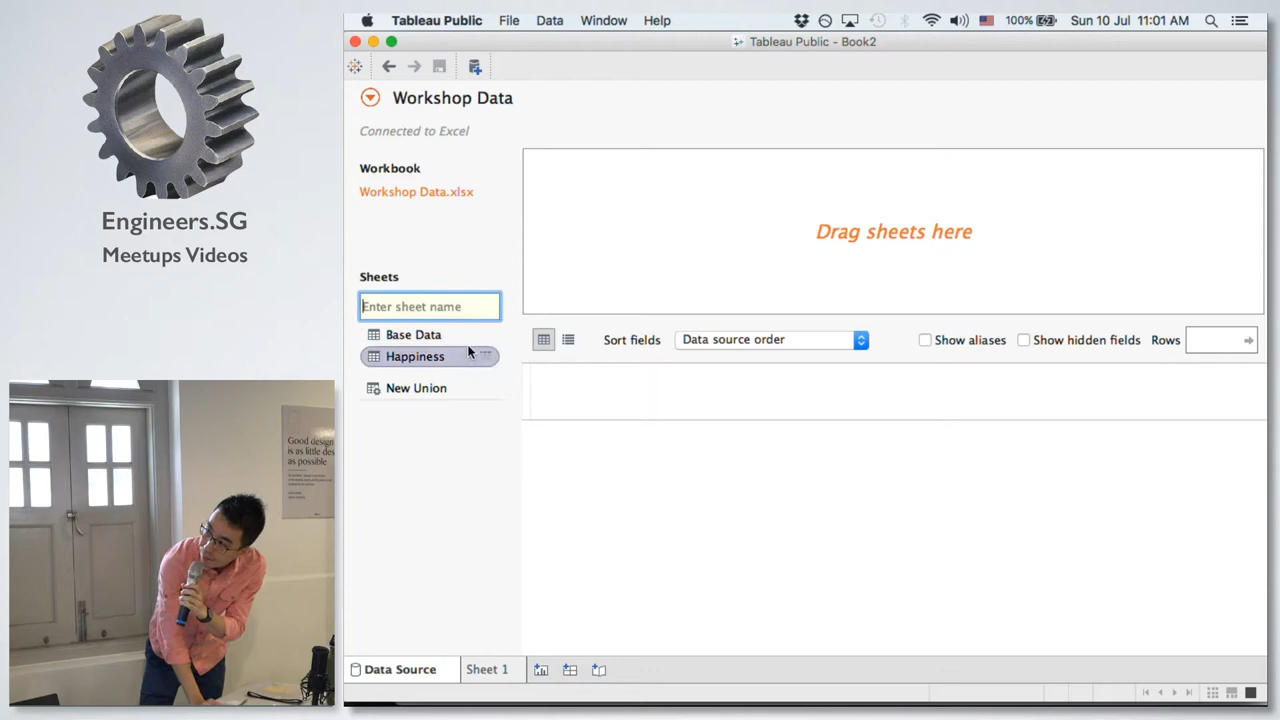 Tableau Public File Data Window Help 100% Sun 10 Jul 11:01 AM
Tableau Public - Book2
Workshop Data
Connected to Excel
Workbook
Workshop Data.xlsx
Drag sheets here
Sheets
Enter sheet name
Base Data
Happiness
New Union
Sort fields Data source order Show aliases Show hidden fields Rows
Data Source Sheet 1
Engineers.SG
Meetups Videos
Good design
is as little des
as possible